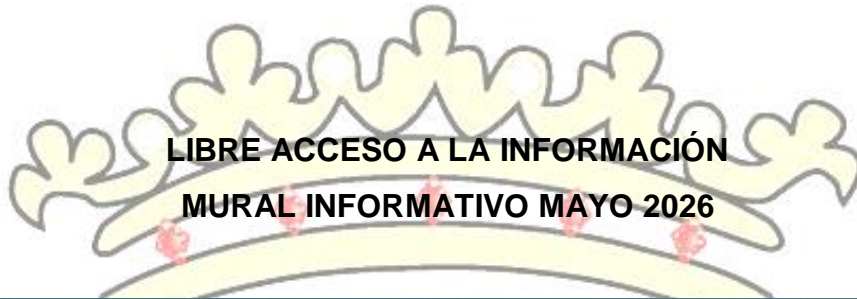 LIBRE ACCESO A LA INFORMACIÓN
MURAL INFORMATIVO MAYO 2026